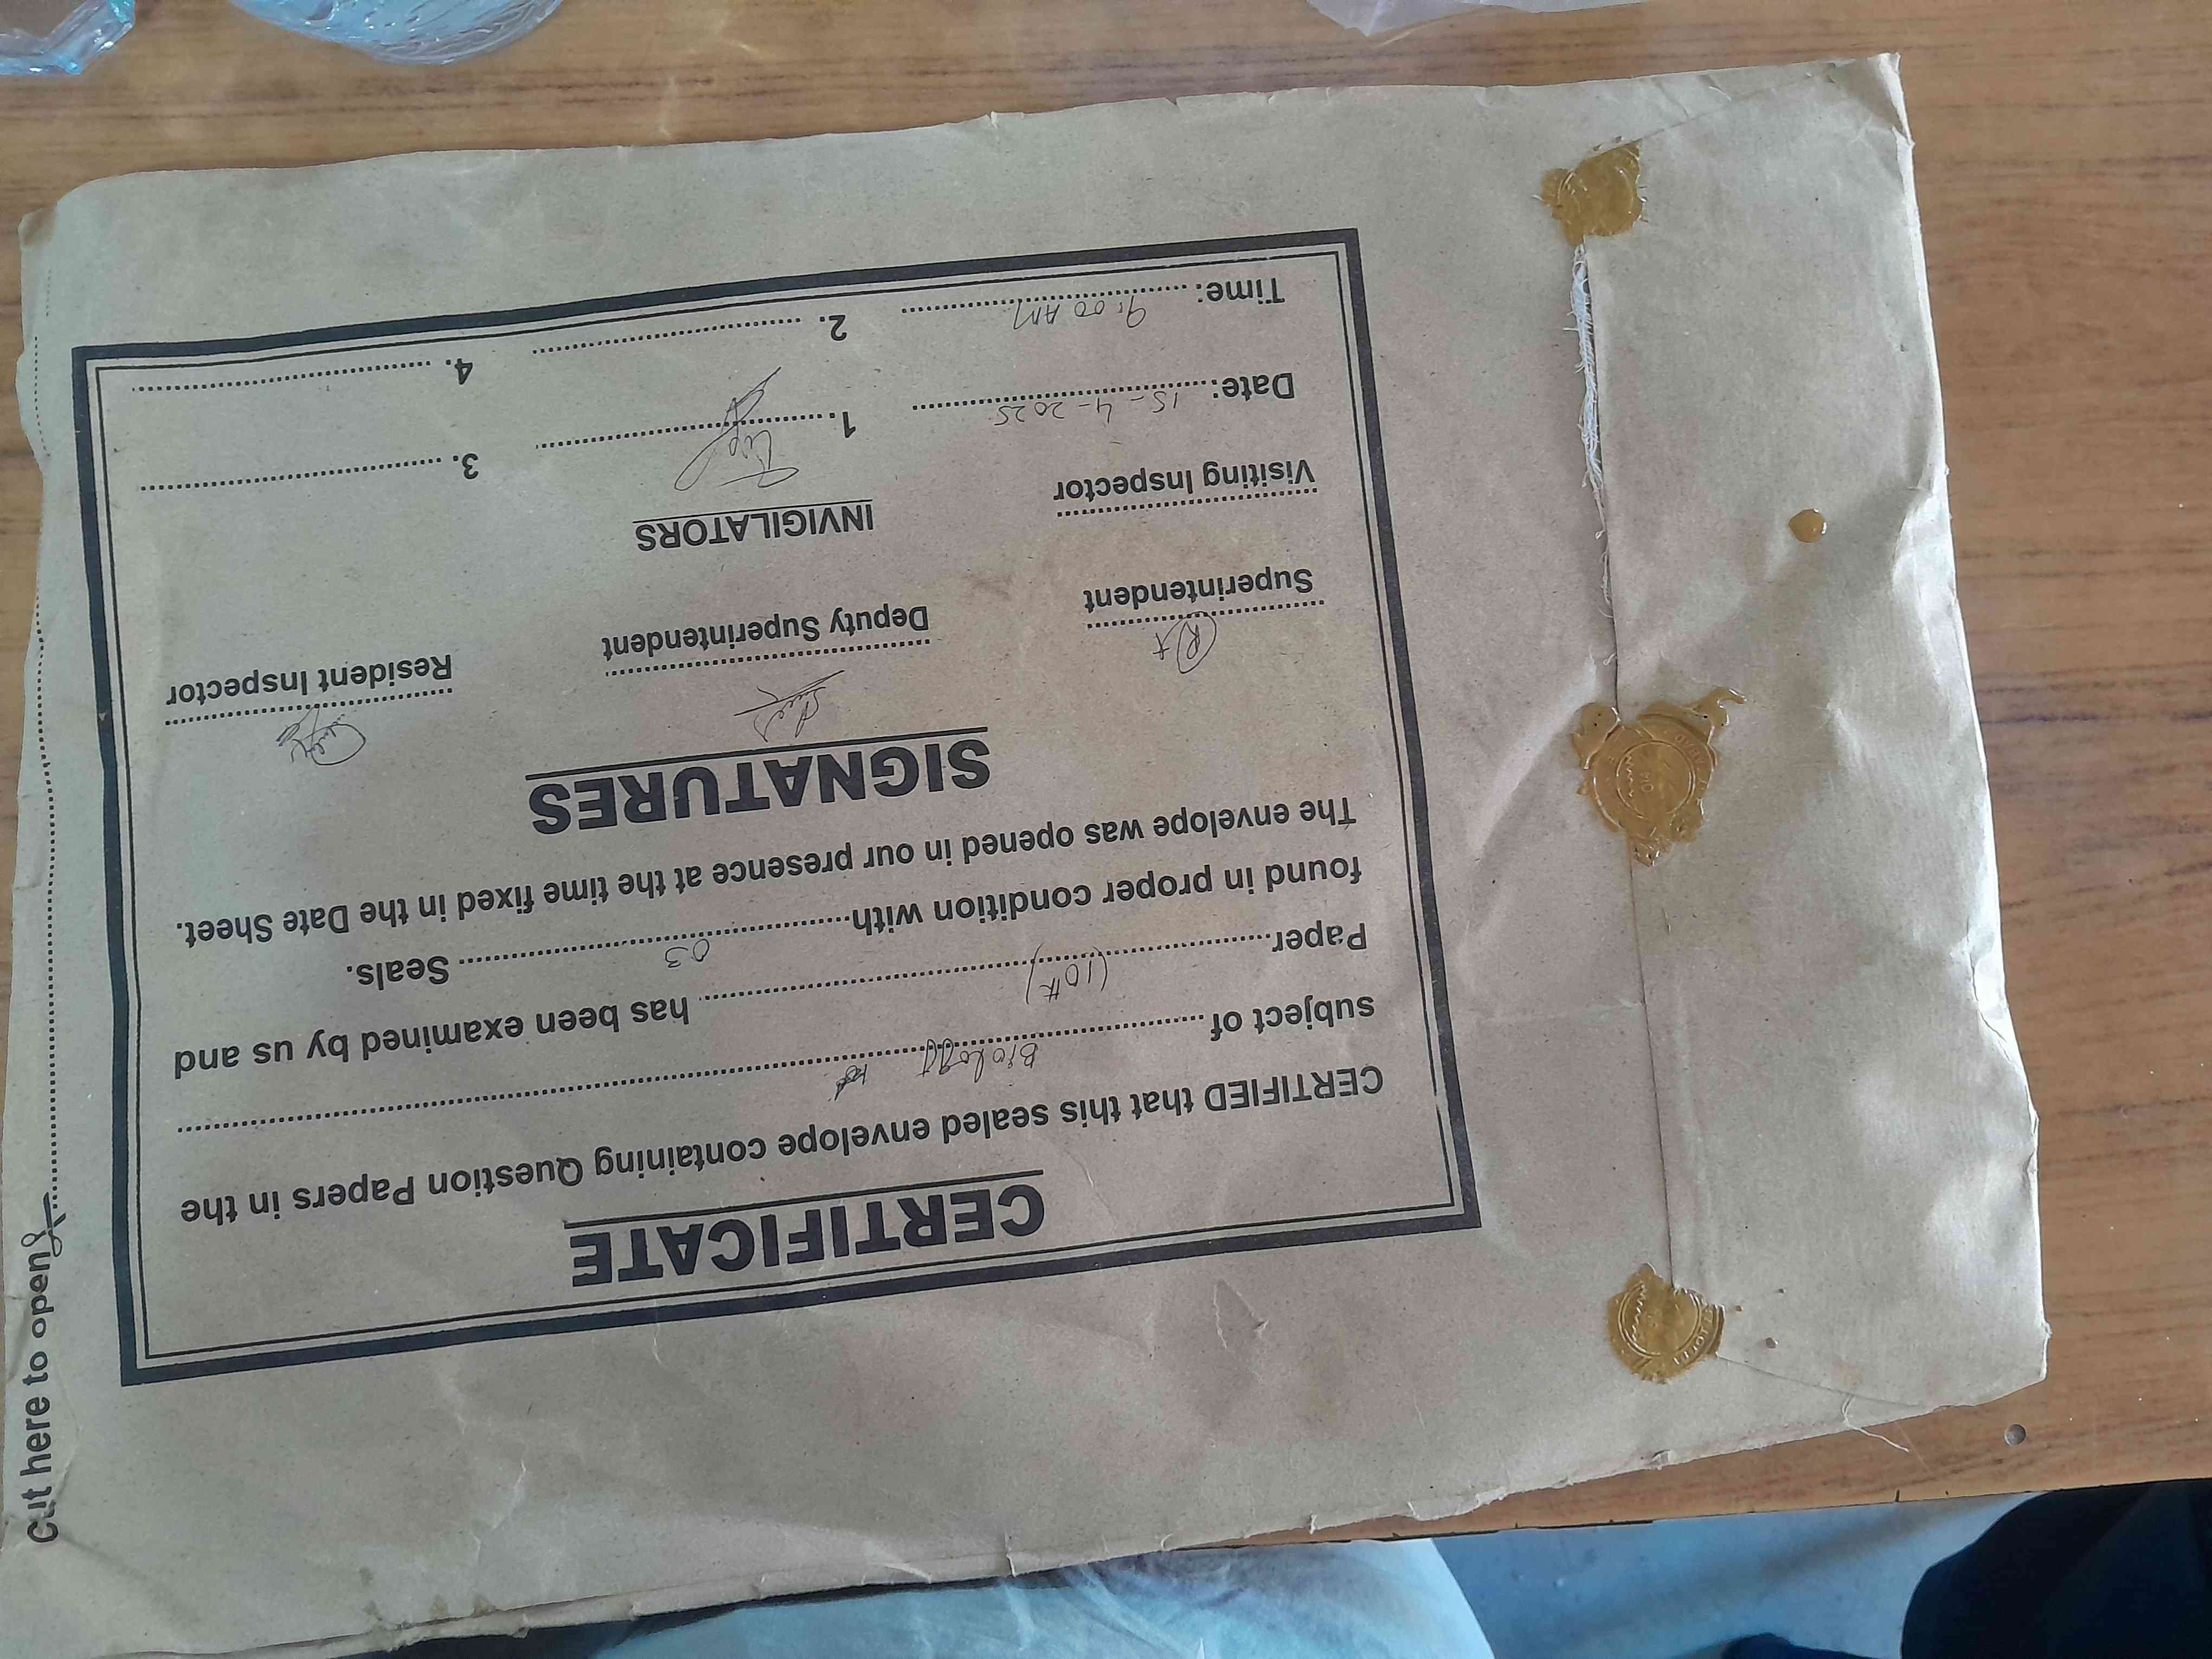 CERTIFICATE
CERTIFIED that this sealed envelope containing Question Papers in the
subject of ........ Biology ........
Paper ........ (10th) ........ has been examined by us and
found in proper condition with ........ 03 ........ Seals.
The envelope was opened in our presence at the time fixed in the Date Sheet.
SIGNATURES
Superintendent Deputy Superintendent Resident Inspector
Visiting Inspector INVIGILATORS
Date: 15-4-2025 1. ........ 3. ........
Time: 9:00 AM 2. ........ 4. ........
Cut here to open